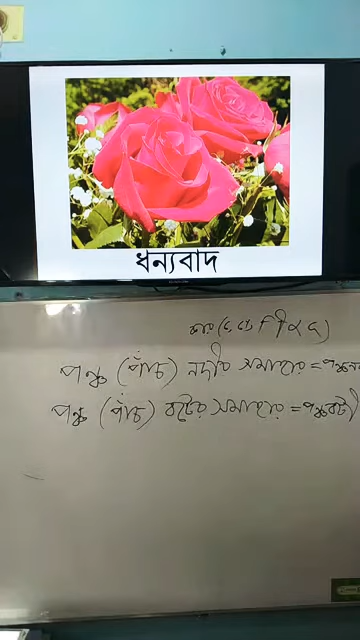 ধন্যবাদ
পঞ্চ (পাঁচ) নদীর সমাহার =
পঞ্চ (পাঁচ) বটের সমাহার = পঞ্চবটী